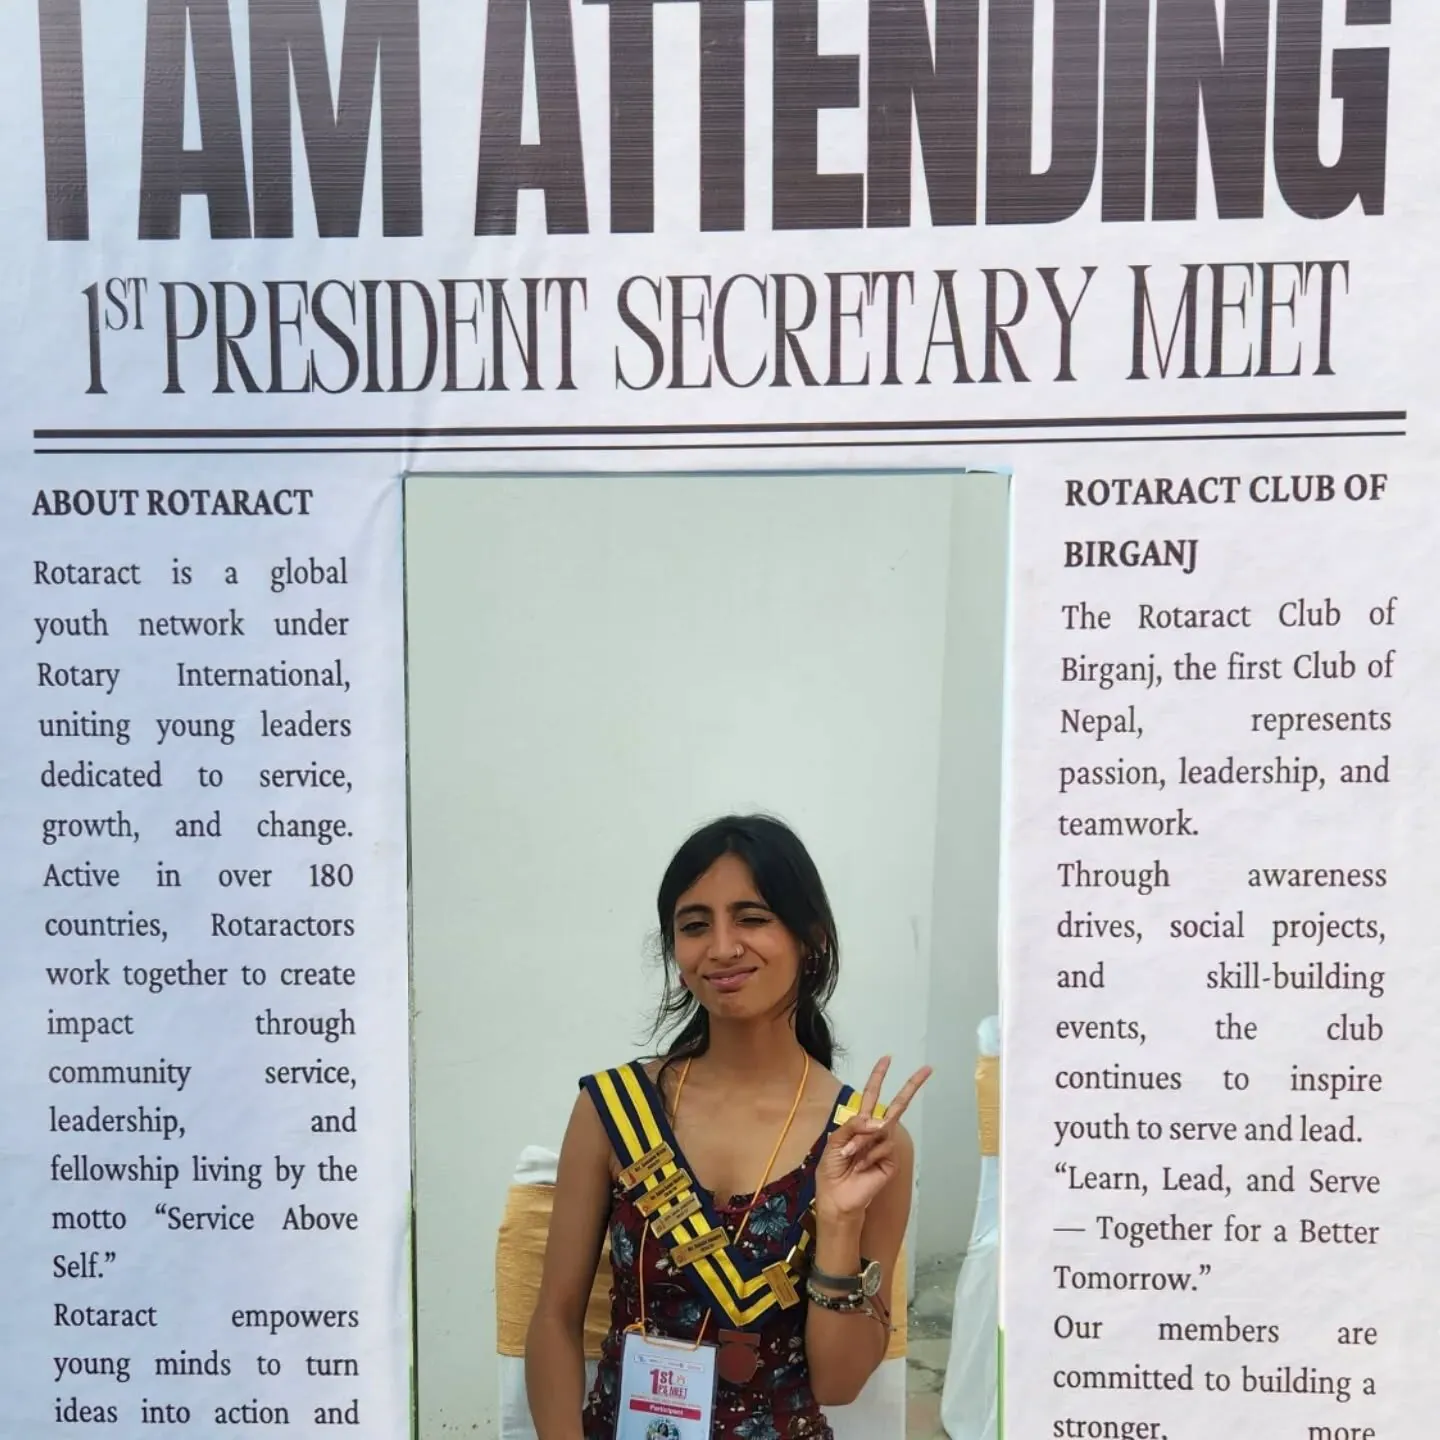 I AM ATTENDING
1ST PRESIDENT SECRETARY MEET
ABOUT ROTARACT
Rotaract is a global
youth network under
Rotary International,
uniting young leaders
dedicated to service,
growth, and change.
Active in over 180
countries, Rotaractors
work together to create
impact through
community service,
leadership, and
fellowship living by the
motto “Service Above
Self.”
Rotaract empowers
young minds to turn
ideas into action and
ROTARACT CLUB OF
BIRGANJ
The Rotaract Club of
Birganj, the first Club of
Nepal, represents
passion, leadership, and
teamwork.
Through awareness
drives, social projects,
and skill-building
events, the club
continues to inspire
youth to serve and lead.
“Learn, Lead, and Serve
— Together for a Better
Tomorrow.”
Our members are
committed to building a
stronger, more
1st
MEET
Participant